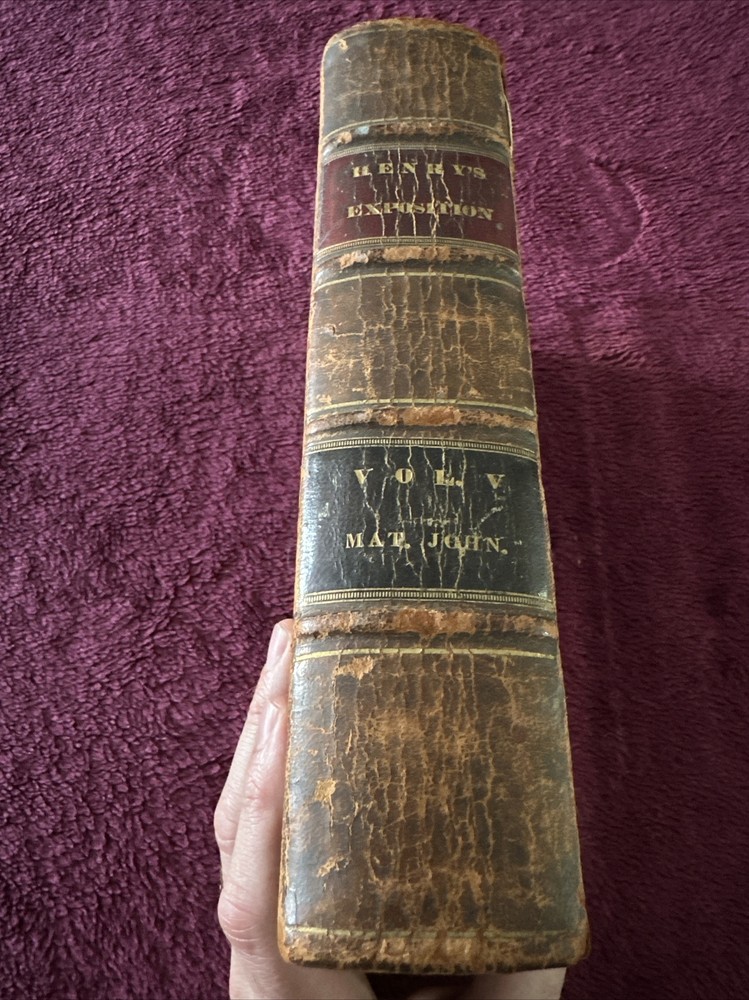 HENRY'S
EXPOSITION
VOL. V
MAT. JOHN.